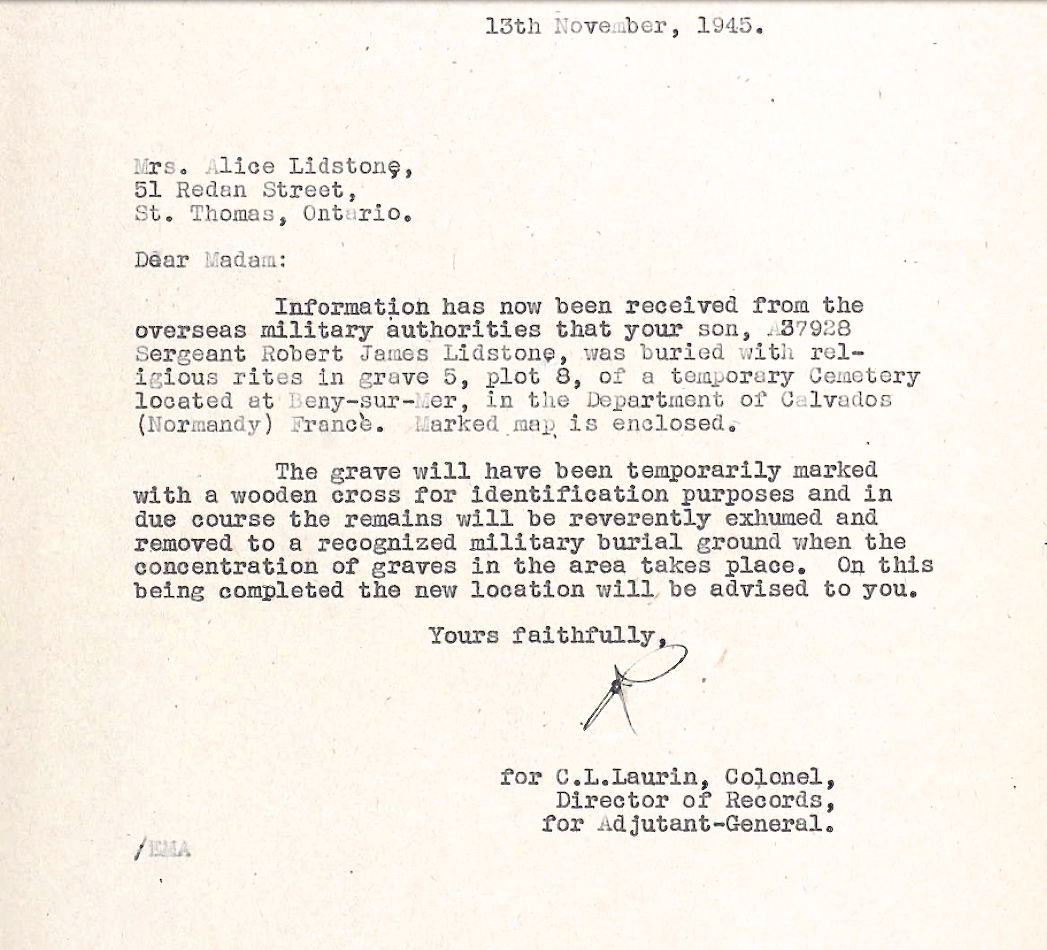 13th November, 1945.
Mrs. Alice Lidstone,
51 Redan Street,
St. Thomas, Ontario.
Dear Madam:
Information has now been received from the
overseas military authorities that your son, A37928
Sergeant Robert James Lidstone, was buried with rel-
igious rites in grave 5, plot 8, of a temporary Cemetery
located at Beny-sur-Mer, in the Department of Calvados
(Normandy) France. Marked map is enclosed.
The grave will have been temporarily marked
with a wooden cross for identification purposes and in
due course the remains will be reverently exhumed and
removed to a recognized military burial ground when the
concentration of graves in the area takes place. On this
being completed the new location will be advised to you.
Yours faithfully,
for C.L.Laurin, Colonel,
Director of Records,
for Adjutant-General.
/EMA